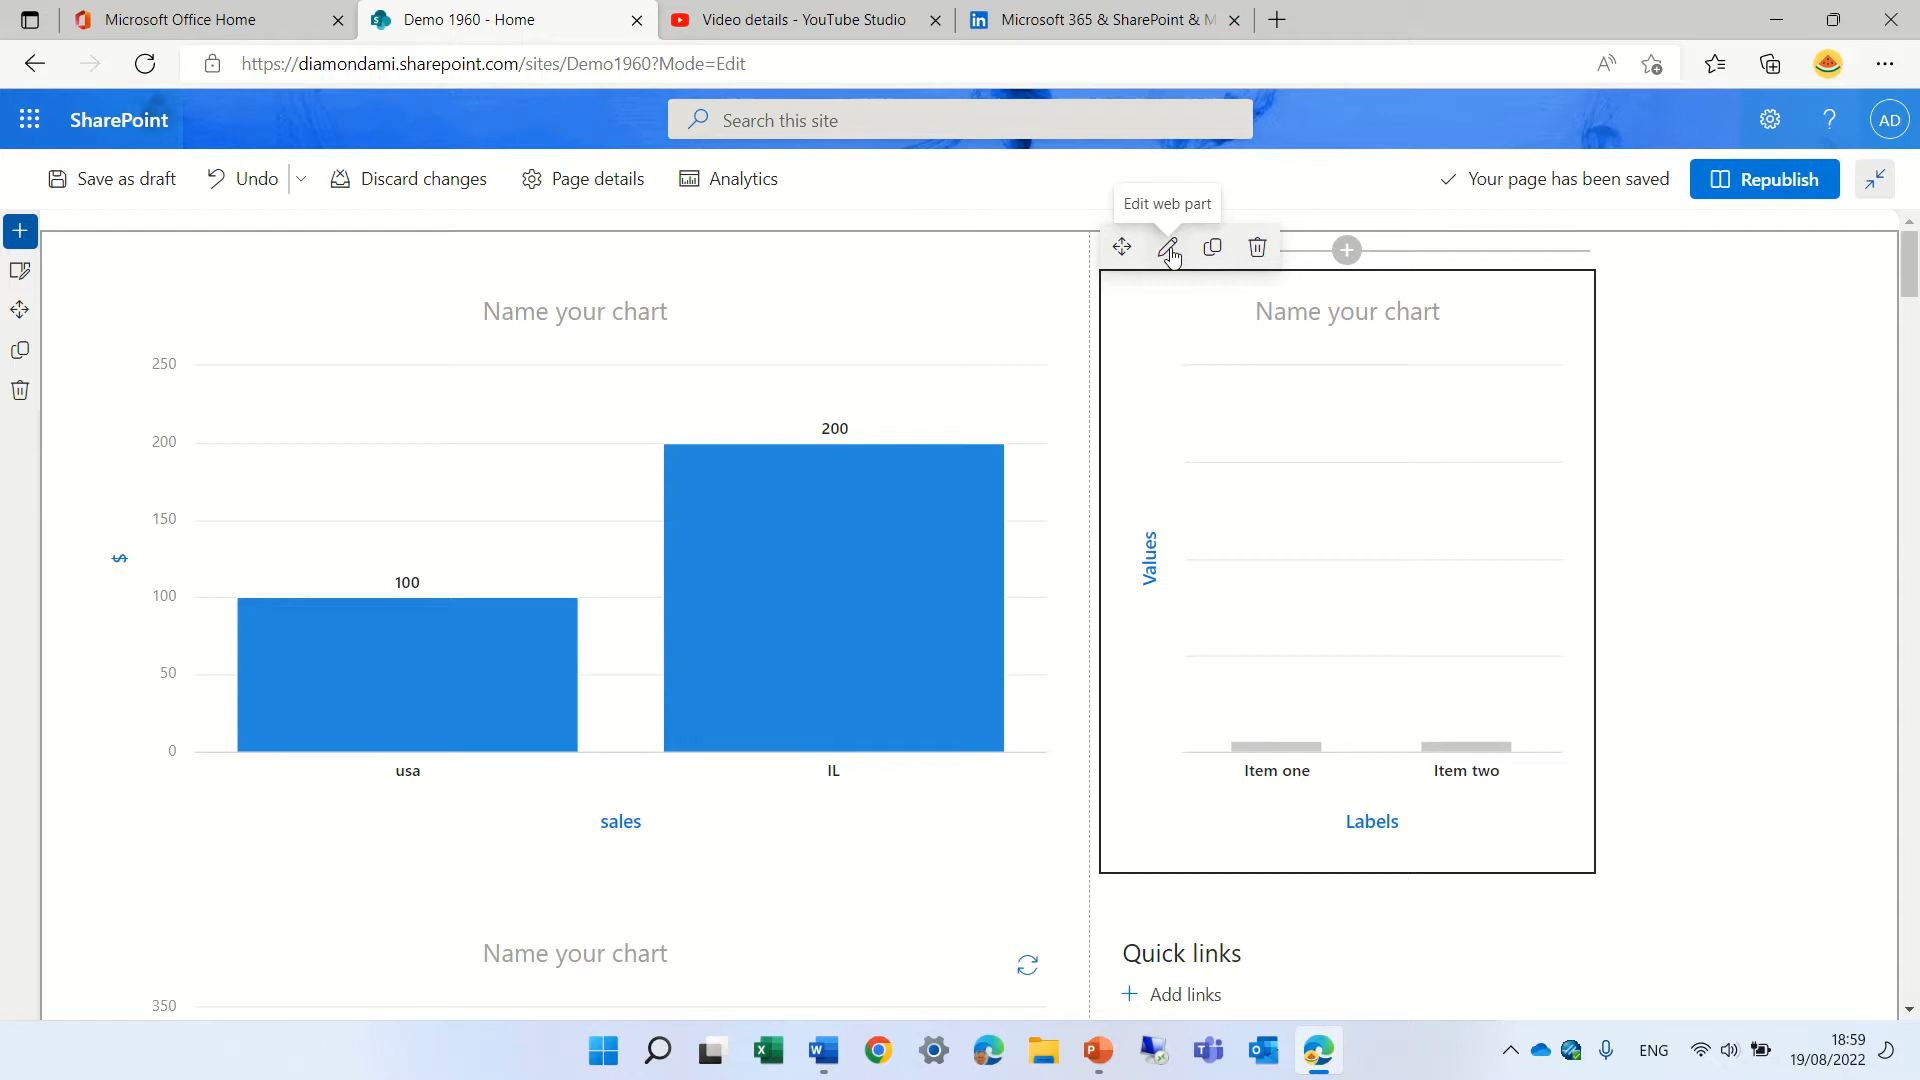 Microsoft Office Home
Demo 1960 - Home
Video details - YouTube Studio
Microsoft 365 & SharePoint & M
https://diamondami.sharepoint.com/sites/Demo1960?Mode=Edit
SharePoint
Search this site
AD
Save as draft
Undo
Discard changes
Page details
Analytics
Your page has been saved
Republish
Edit web part
Name your chart
250
200
150
100
50
0
$
200
100
usa
IL
sales
Name your chart
Values
Item one
Item two
Labels
Name your chart
350
Quick links
Add links
ENG
18:59
19/08/2022